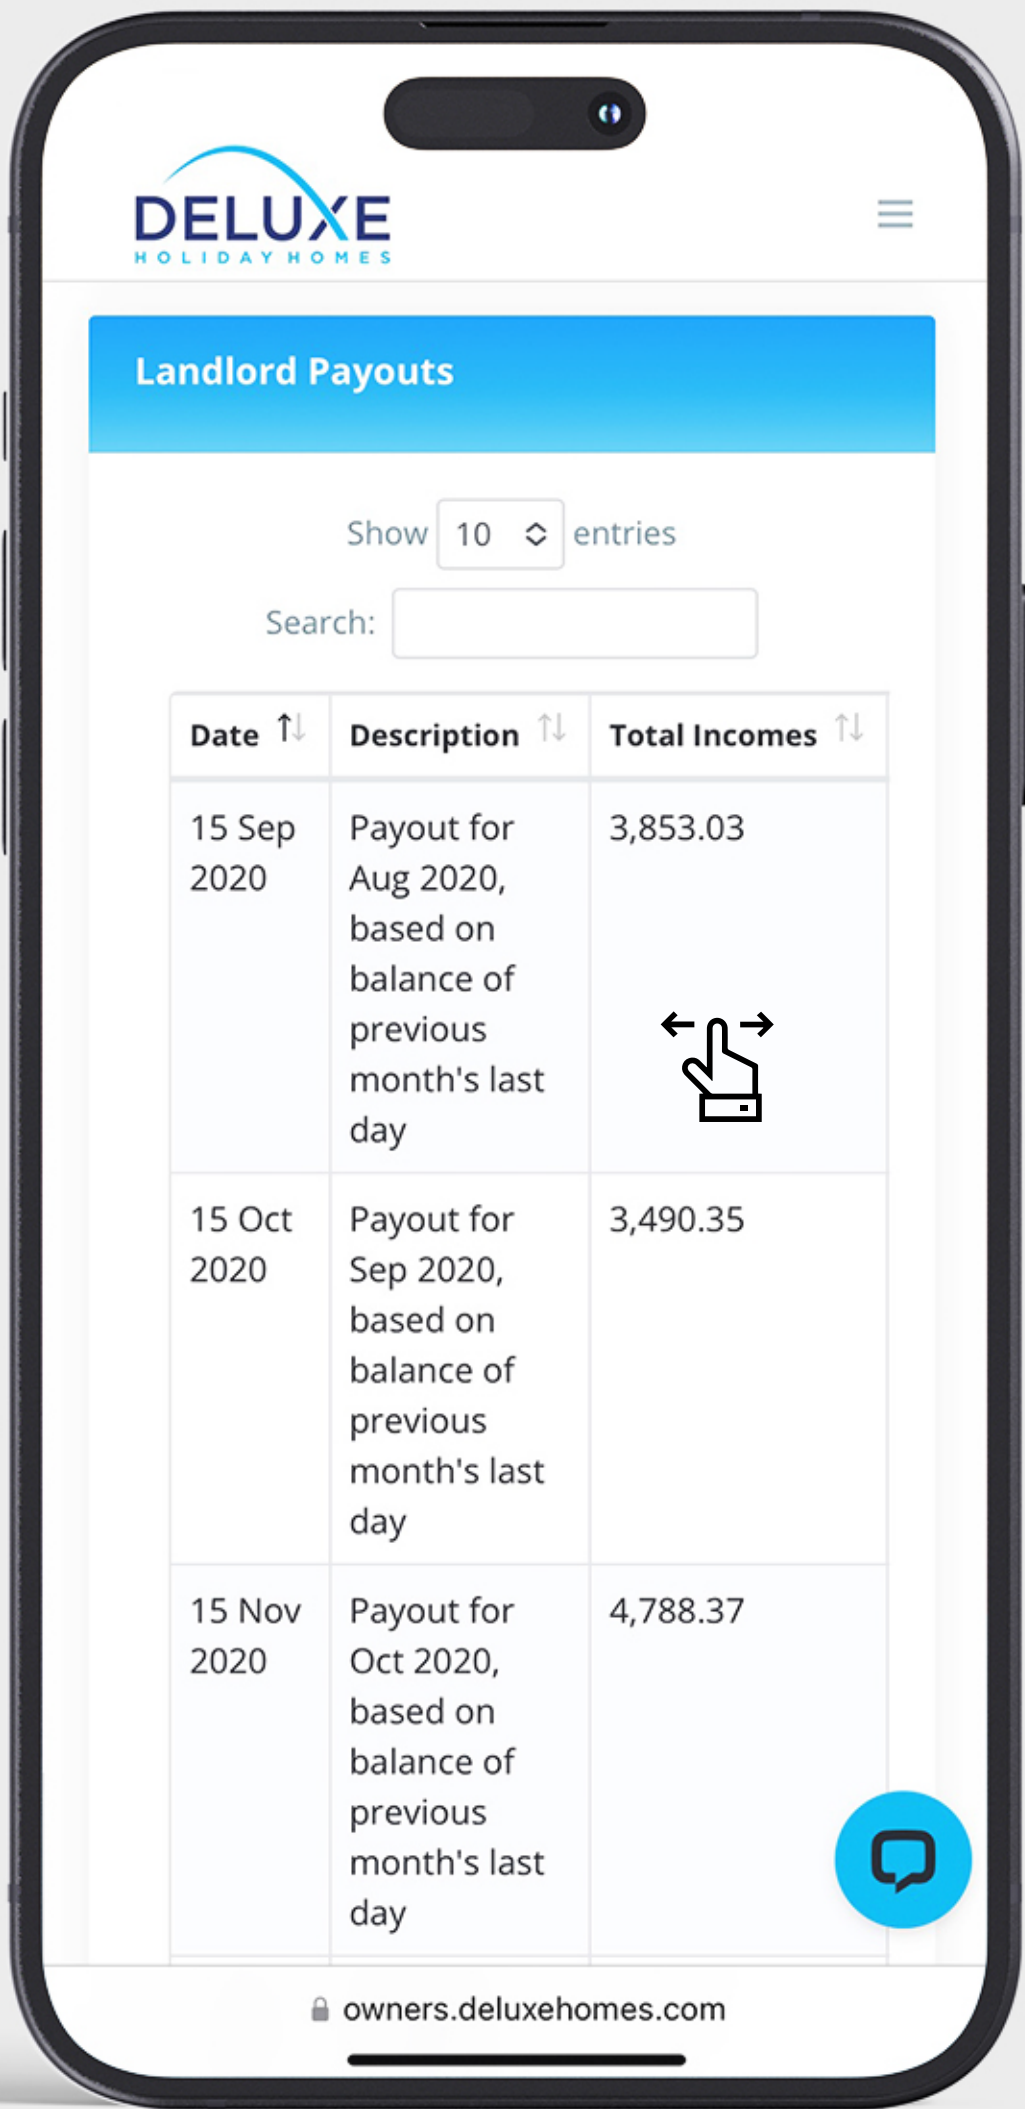 DELUXE
HOLIDAY HOMES
Landlord Payouts
Show 10 entries
Search:
Date Description Total Incomes
15 Sep Payout for 3,853.03
2020 Aug 2020,
based on
balance of
previous
month's last
day
15 Oct Payout for 3,490.35
2020 Sep 2020,
based on
balance of
previous
month's last
day
15 Nov Payout for 4,788.37
2020 Oct 2020,
based on
balance of
previous
month's last
day
owners.deluxehomes.com